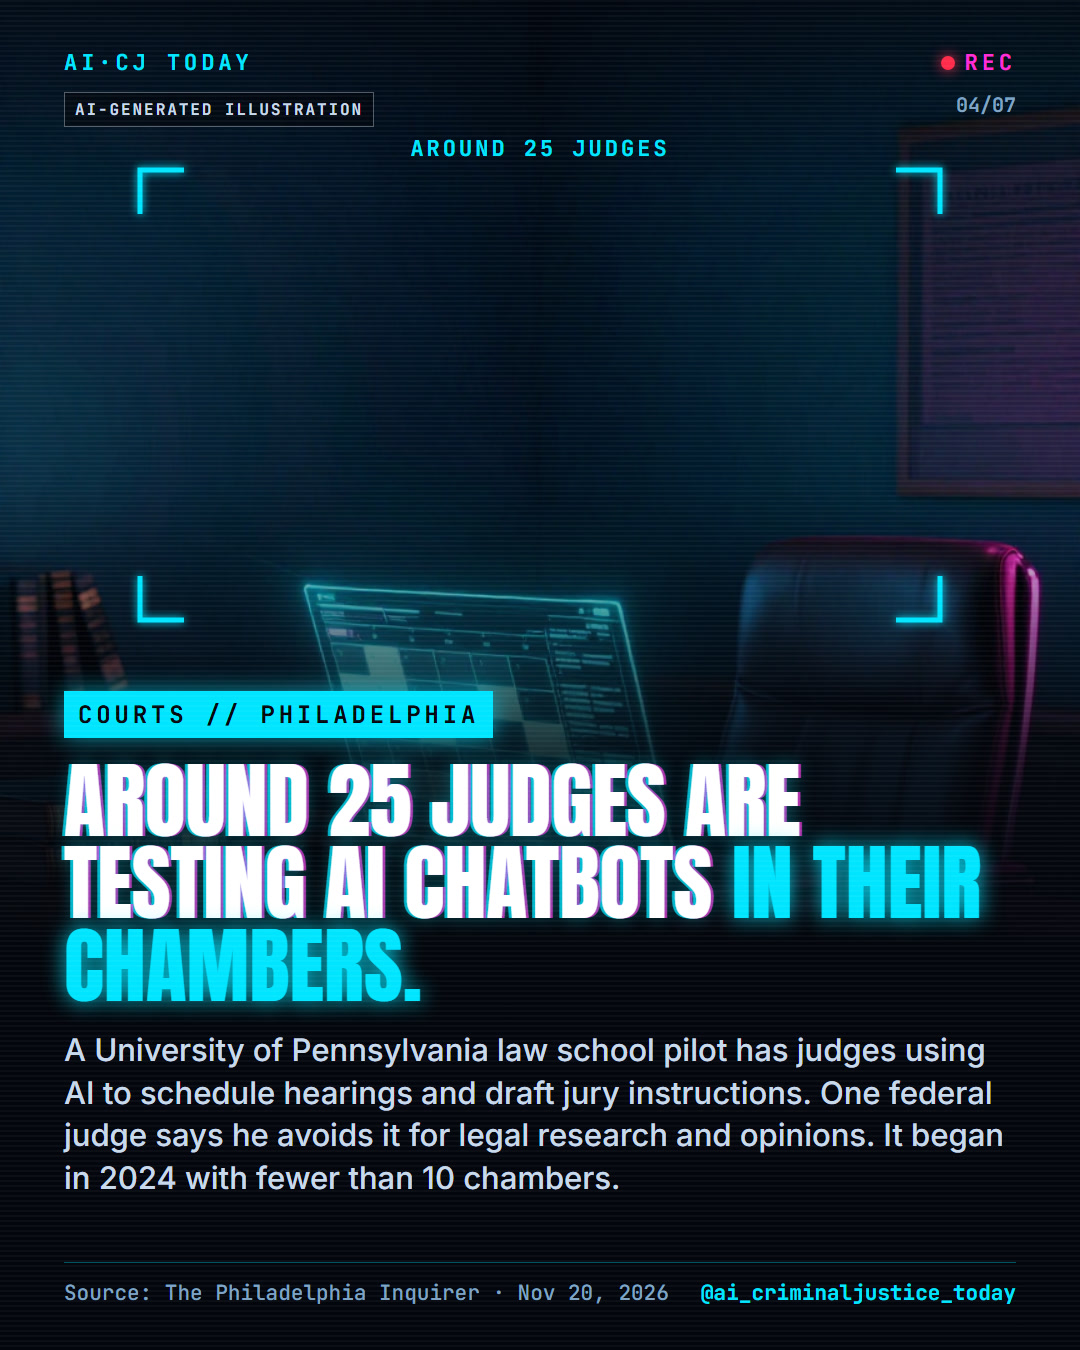 AI·CJ TODAY
REC
AI-GENERATED ILLUSTRATION
04/07
AROUND 25 JUDGES
COURTS // PHILADELPHIA
AROUND 25 JUDGES ARE
TESTING AI CHATBOTS IN THEIR
CHAMBERS.
A University of Pennsylvania law school pilot has judges using
AI to schedule hearings and draft jury instructions. One federal
judge says he avoids it for legal research and opinions. It began
in 2024 with fewer than 10 chambers.
Source: The Philadelphia Inquirer · Nov 20, 2026
@ai_criminaljustice_today